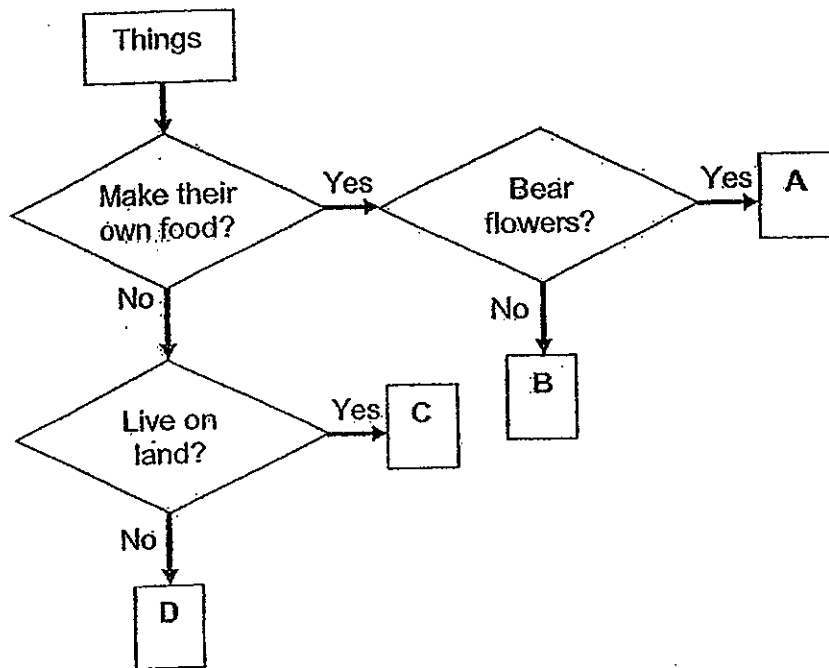 Things
Make their
own food?
Yes
Bear
flowers?
Yes
A
No
No
B
Live on
land?
Yes
C
No
D